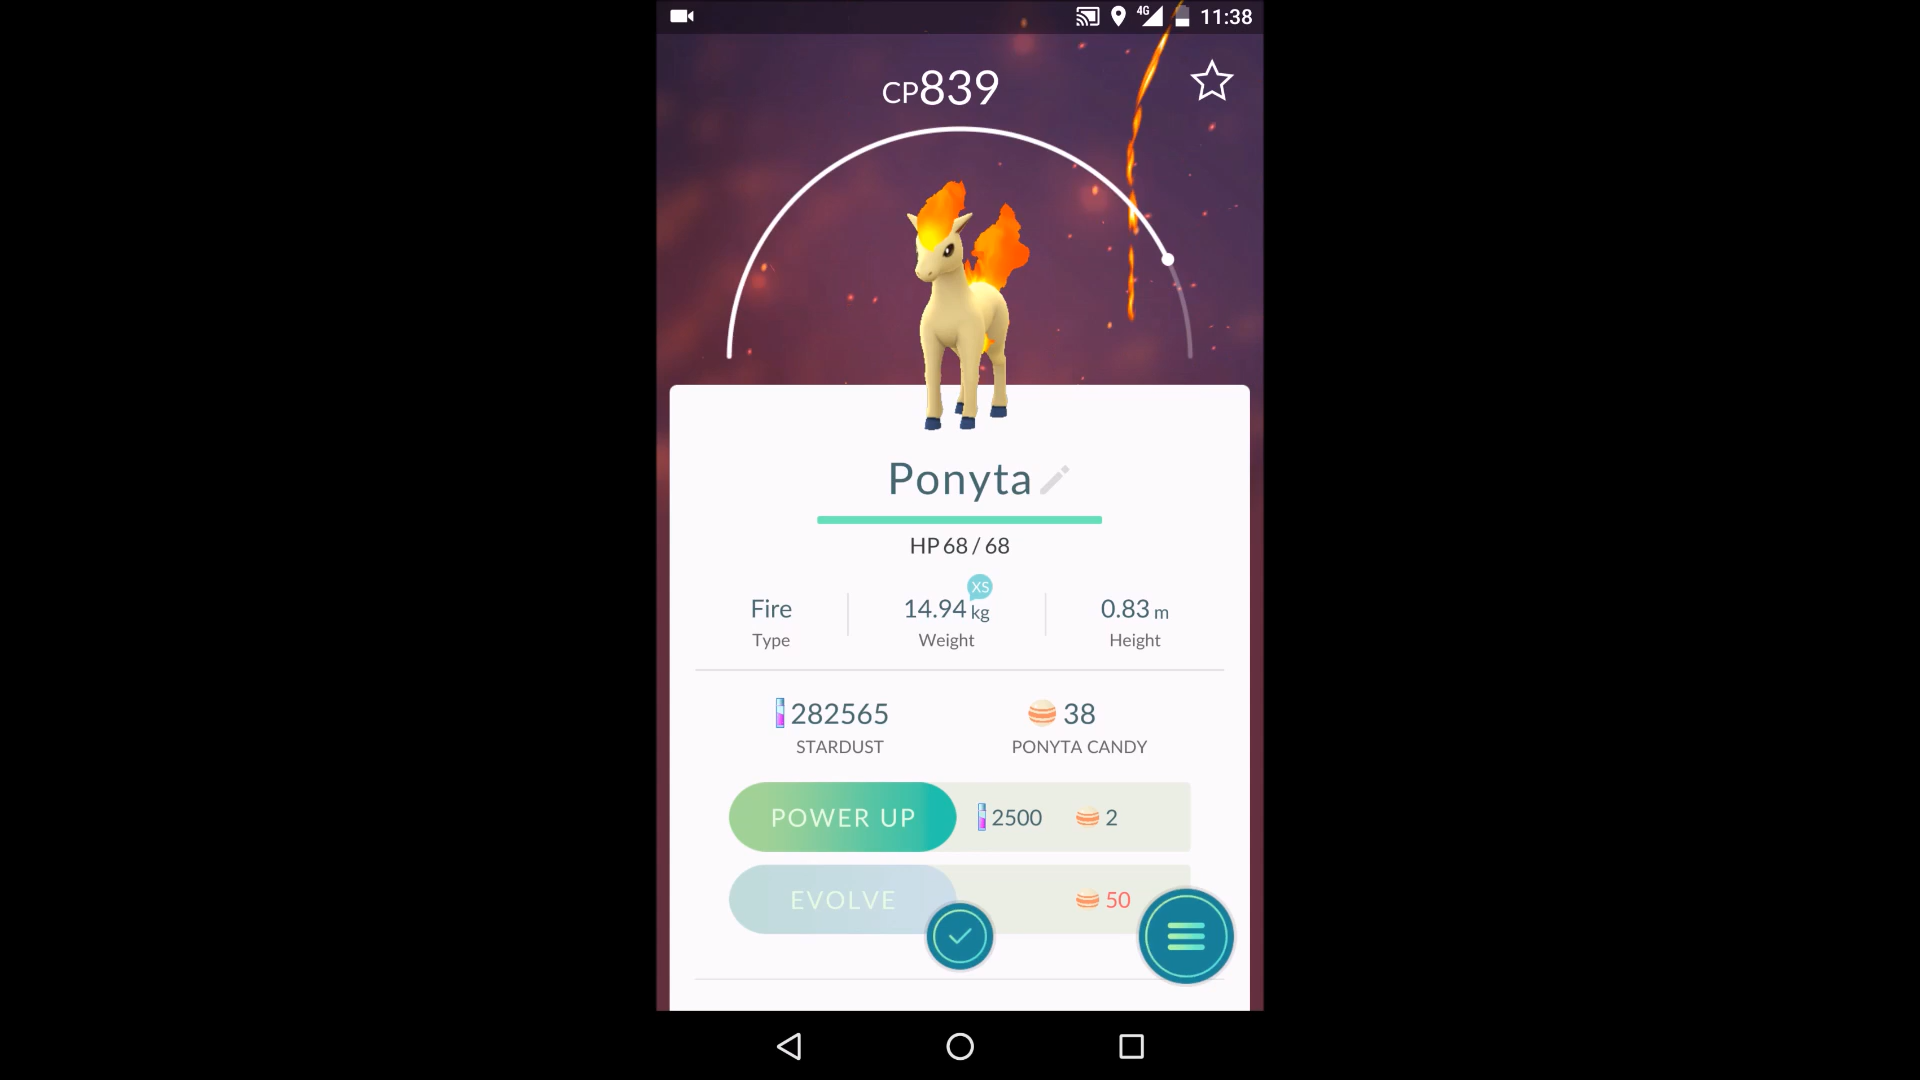 4G 11:38
CP839
Ponyta
HP 68 / 68
XS
Fire 14.94 kg 0.83 m
Type Weight Height
282565 38
STARDUST PONYTA CANDY
POWER UP 2500 2
EVOLVE 50